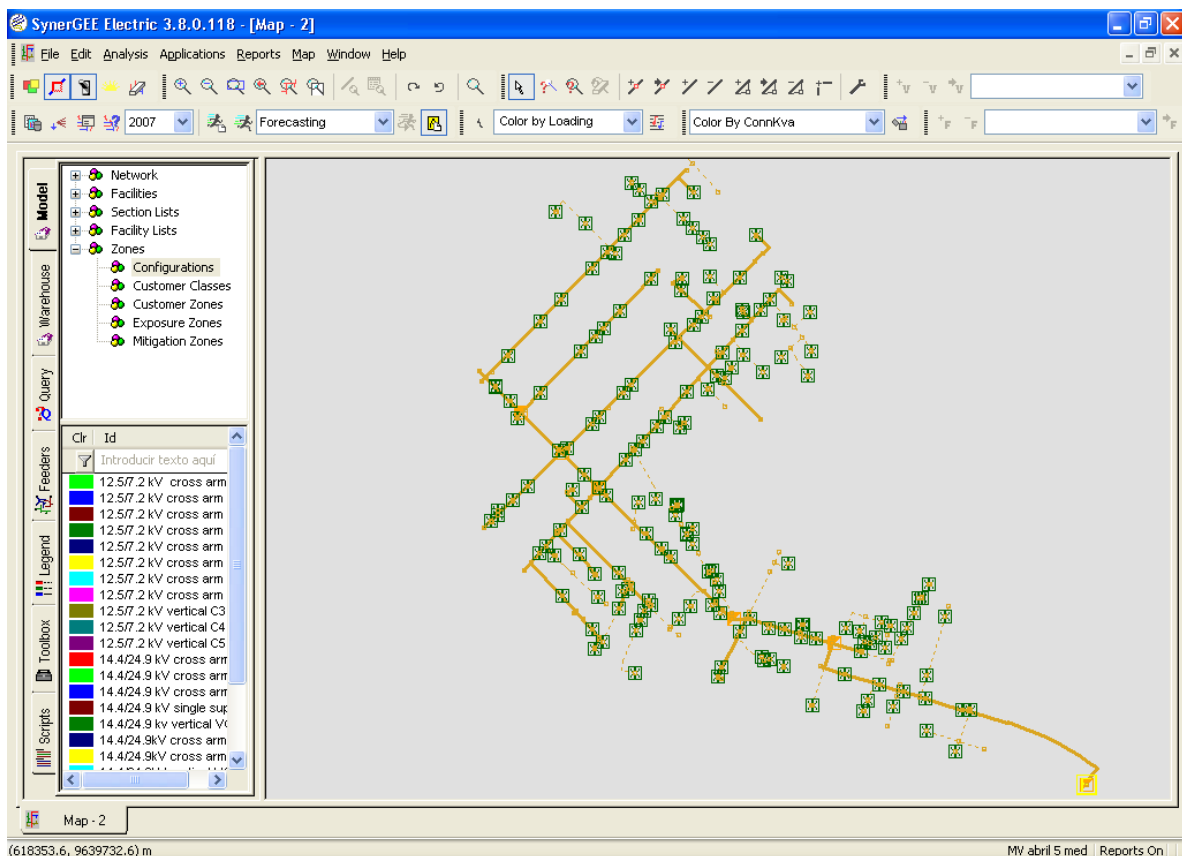 SynerGEE Electric 3.8.0.118 - [Map - 2]
File Edit Analysis Applications Reports Map Window Help
2007 Forecasting Color by Loading Color By ConnKva
Model
Warehouse
Query
Feeders
Legend
Toolbox
Scripts
Network
Facilities
Section Lists
Facility Lists
Zones
Configurations
Customer Classes
Customer Zones
Exposure Zones
Mitigation Zones
Clr Id
Introducir texto aquí
12.5/7.2 kV cross arm
12.5/7.2 kV cross arm
12.5/7.2 kV cross arm
12.5/7.2 kV cross arm
12.5/7.2 kV cross arm
12.5/7.2 kV cross arm
12.5/7.2 kV cross arm
12.5/7.2 kV cross arm
12.5/7.2 kV vertical C3
12.5/7.2 kV vertical C4
12.5/7.2 kV vertical C5
14.4/24.9 kV cross arm
14.4/24.9 kV cross arm
14.4/24.9 kV cross arm
14.4/24.9 kV single sup
14.4/24.9 kv vertical
14.4/24.9kV cross arm
14.4/24.9 kV cross arm
Map - 2
(618353.6, 9639732.6) m MV abril 5 med Reports On